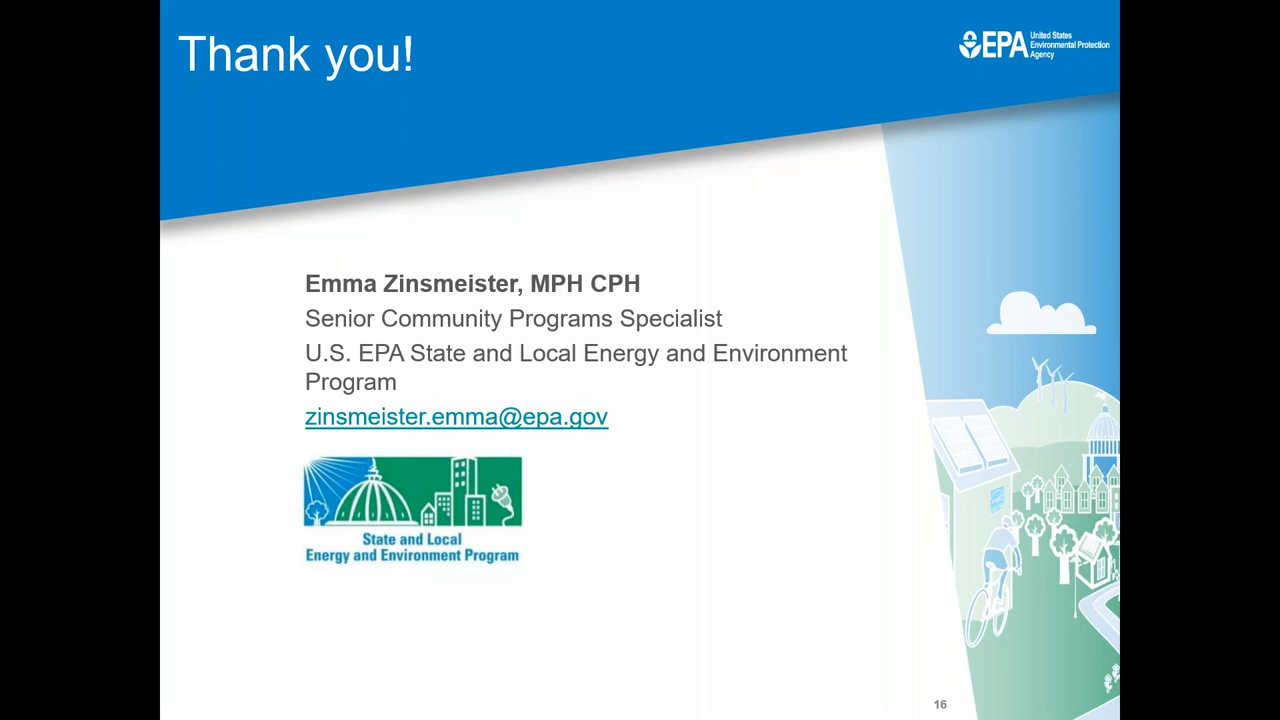 Thank you!
EPA
United States
Environmental Protection
Agency
Emma Zinsmeister, MPH CPH
Senior Community Programs Specialist
U.S. EPA State and Local Energy and Environment
Program
zinsmeister.emma@epa.gov
State and Local
Energy and Environment Program
16